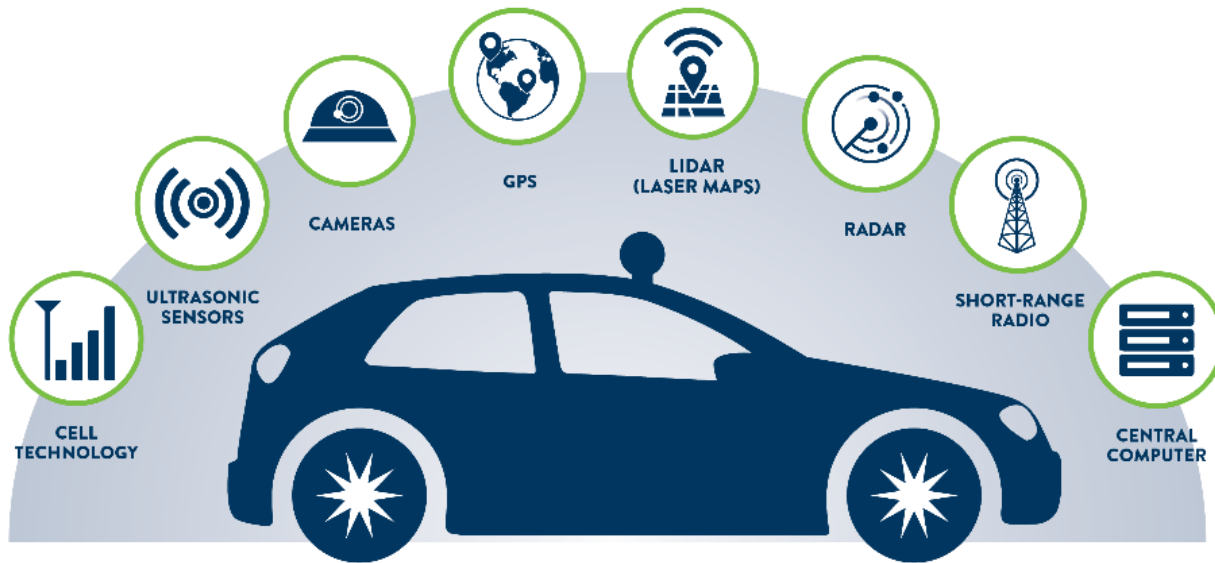 CELL
TECHNOLOGY
ULTRASONIC
SENSORS
CAMERAS
GPS
LIDAR
(LASER MAPS)
RADAR
SHORT-RANGE
RADIO
CENTRAL
COMPUTER